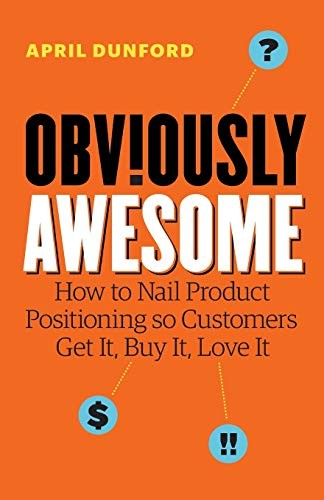 APRIL DUNFORD
?
OBV!OUSLY
AWESOME
How to Nail Product
Positioning so Customers
Get It, Buy It, Love It
$
!!